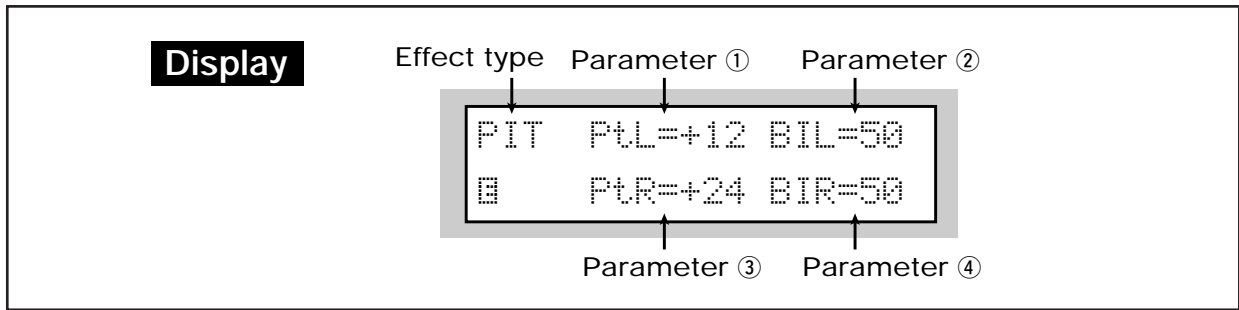 Display
Effect type Parameter ① Parameter ②
PIT PtL=+12 BIL=50
PtR=+24 BIR=50
Parameter ③ Parameter ④